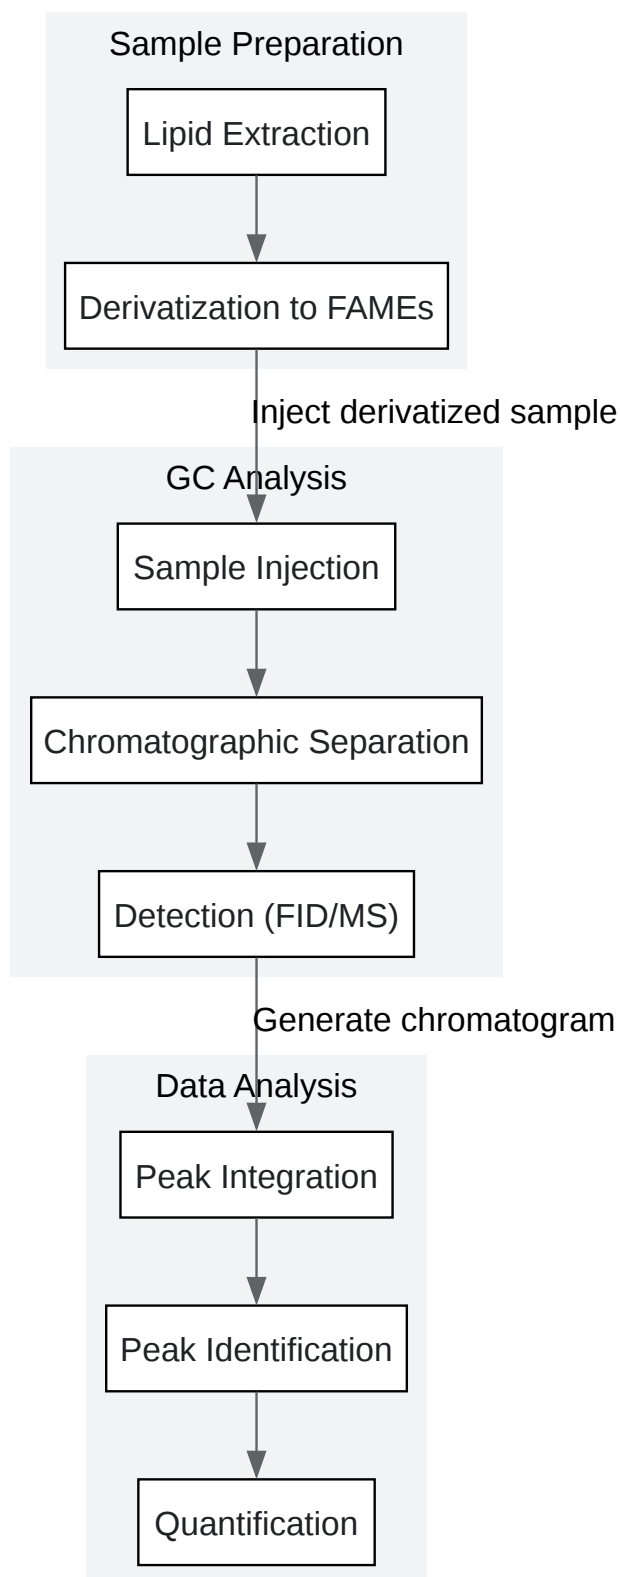 Sample Preparation
Lipid Extraction
Derivatization to FAMEs
Inject derivatized sample
GC Analysis
Sample Injection
Chromatographic Separation
Detection (FID/MS)
Generate chromatogram
Data Analysis
Peak Integration
Peak Identification
Quantification